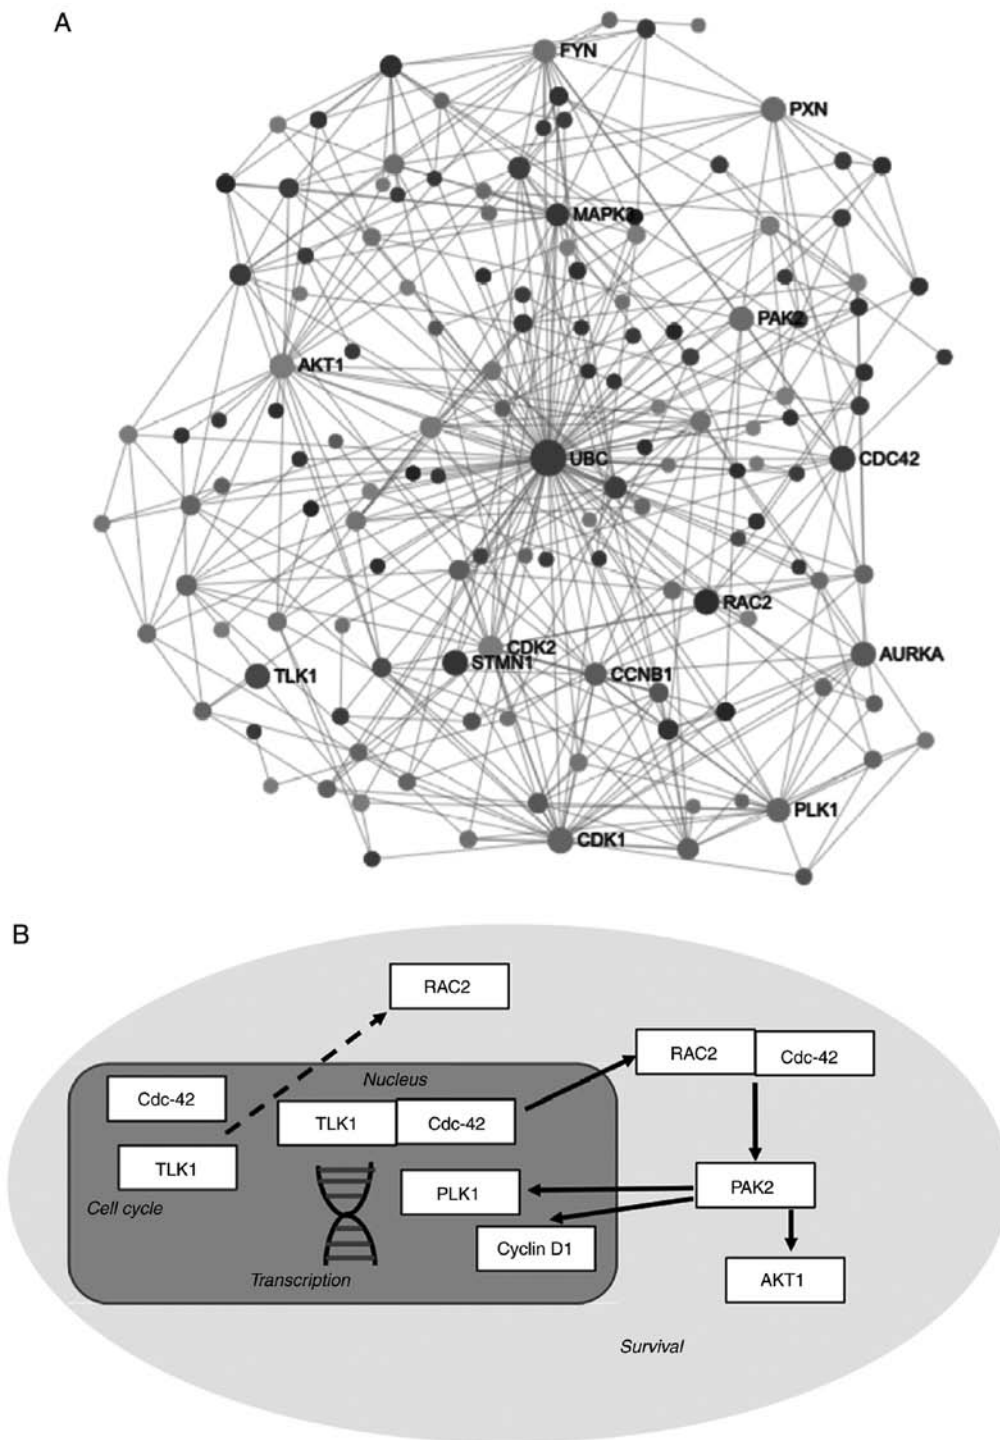 A
FYN
PXN
MAPK3
PAK2
AKT1
UBC
CDC42
RAC2
CDK2
STMN1
CCNB1
AURKA
TLK1
PLK1
CDK1
B
RAC2
RAC2
Cdc-42
Nucleus
Cdc-42
TLK1
Cdc-42
TLK1
PLK1
PAK2
Cell cycle
Cyclin D1
Transcription
AKT1
Survival